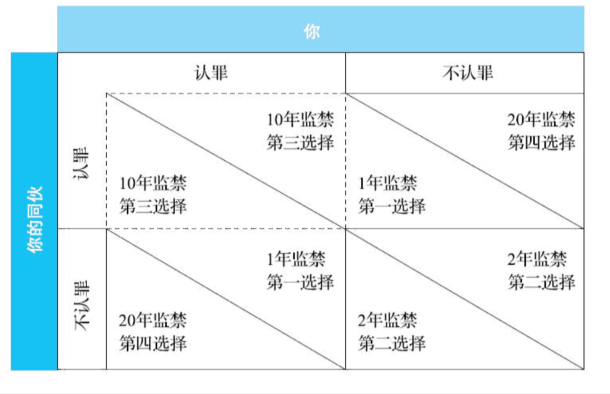 你
认罪
不认罪
你的同伙
认罪
10年监禁
第三选择
10年监禁
第三选择
20年监禁
第四选择
1年监禁
第一选择
不认罪
1年监禁
第一选择
20年监禁
第四选择
2年监禁
第二选择
2年监禁
第二选择